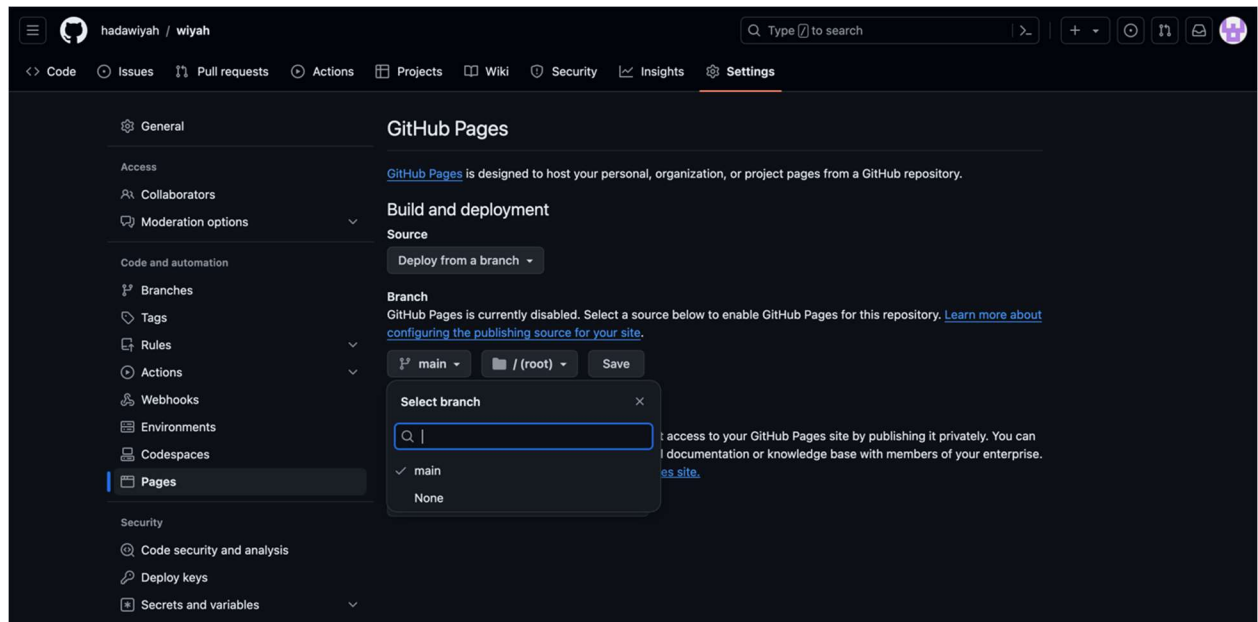 hadawiyah / wiyah
Type / to search
Code
Issues
Pull requests
Actions
Projects
Wiki
Security
Insights
Settings
General
Access
Collaborators
Moderation options
Code and automation
Branches
Tags
Rules
Actions
Webhooks
Environments
Codespaces
Pages
Security
Code security and analysis
Deploy keys
Secrets and variables
GitHub Pages
GitHub Pages is designed to host your personal, organization, or project pages from a GitHub repository.
Build and deployment
Source
Deploy from a branch
Branch
GitHub Pages is currently disabled. Select a source below to enable GitHub Pages for this repository. Learn more about
configuring the publishing source for your site.
main
/ (root)
Save
Select branch
main
None
access to your GitHub Pages site by publishing it privately. You can
documentation or knowledge base with members of your enterprise.
site.